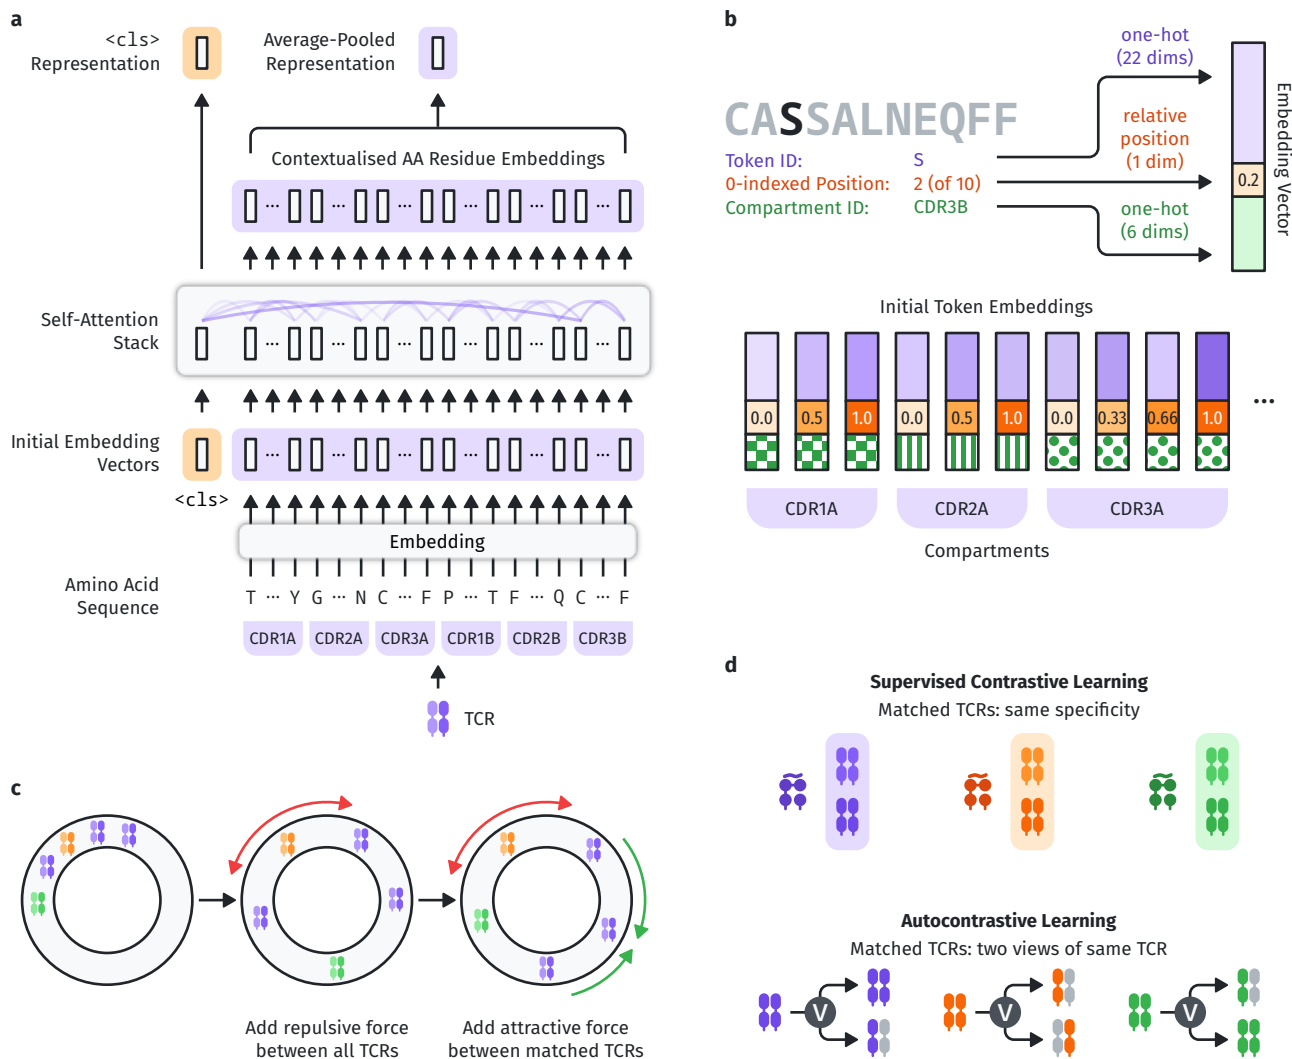 a
<cls>
Representation
Average-Pooled
Representation
Contextualised AA Residue Embeddings
... ... ... ... ... ...
Self-Attention
Stack
... ... ... ... ... ...
Initial Embedding
Vectors
... ... ... ... ... ...
<cls>
Embedding
Amino Acid
Sequence
T ... Y G ... N C ... F P ... T F ... Q C ... F
CDR1A CDR2A CDR3A CDR1B CDR2B CDR3B
TCR
b
CASSALNEQFF
Token ID: S
0-indexed Position: 2 (of 10)
Compartment ID: CDR3B
one-hot
(22 dims)
relative
position
(1 dim)
one-hot
(6 dims)
0.2
Embedding Vector
Initial Token Embeddings
0.0 0.5 1.0 0.0 0.5 1.0 0.0 0.33 0.66 1.0 ...
CDR1A CDR2A CDR3A
Compartments
c
Add repulsive force
between all TCRs
Add attractive force
between matched TCRs
d
Supervised Contrastive Learning
Matched TCRs: same specificity
Autocontrastive Learning
Matched TCRs: two views of same TCR
V V V